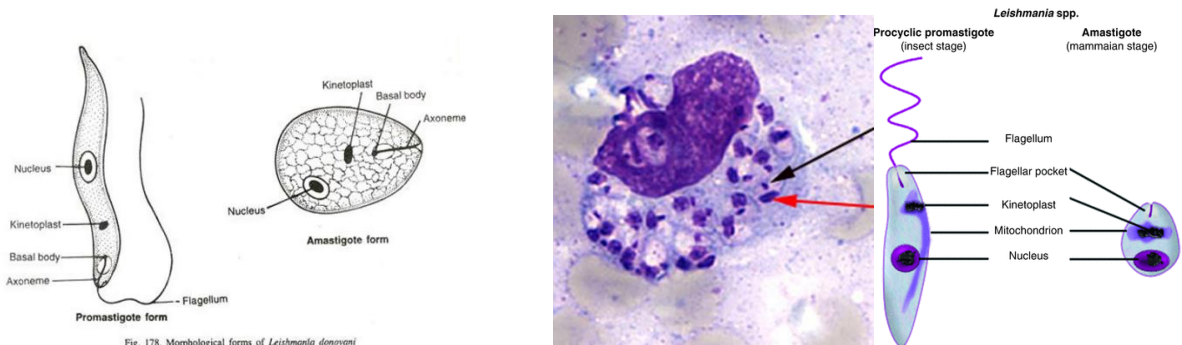 Nucleus
Kinetoplast
Basal body
Axoneme
Flagellum
Promastigote form
Kinetoplast
Basal body
Axoneme
Nucleus
Amastigote form
Fig. 178. Morphological forms of Leishmania donovani
Leishmania spp.
Procyclic promastigote
(insect stage)
Amastigote
(mammaian stage)
Flagellum
Flagellar pocket
Kinetoplast
Mitochondrion
Nucleus